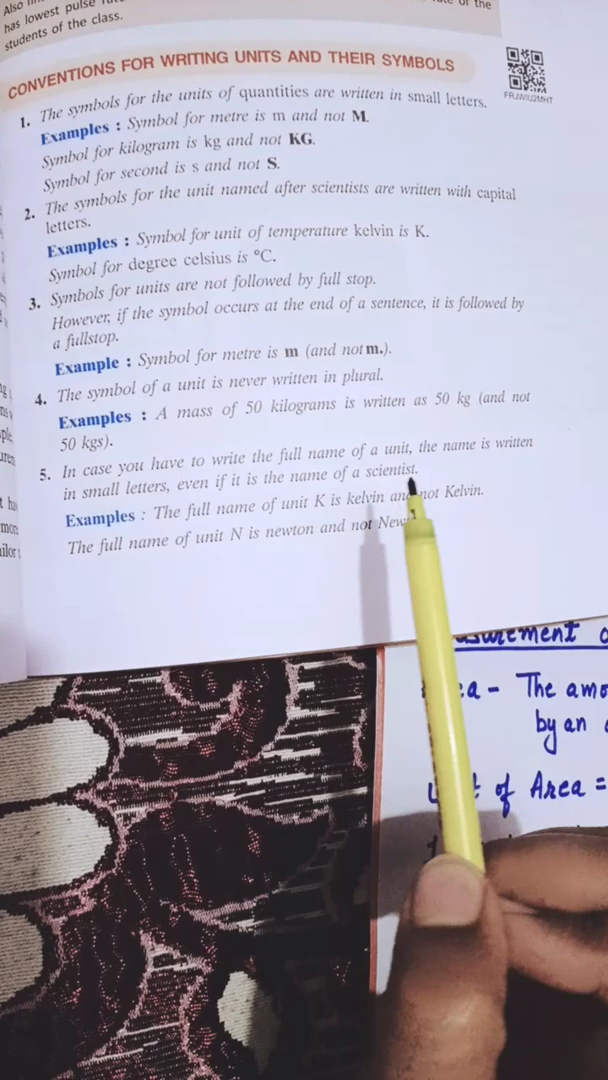 Also
has lowest pulse
students of the class.
of the
CONVENTIONS FOR WRITING UNITS AND THEIR SYMBOLS
FRJWIU2MHT
1. The symbols for the units of quantities are written in small letters.
Examples : Symbol for metre is m and not M.
Symbol for kilogram is kg and not KG.
Symbol for second is s and not S.
2. The symbols for the unit named after scientists are written with capital
letters.
Examples : Symbol for unit of temperature kelvin is K.
Symbol for degree celsius is °C.
3. Symbols for units are not followed by full stop.
However, if the symbol occurs at the end of a sentence, it is followed by
a fullstop.
Example : Symbol for metre is m (and not m.).
4. The symbol of a unit is never written in plural.
Examples : A mass of 50 kilograms is written as 50 kg (and not
50 kgs).
5. In case you have to write the full name of a unit, the name is written
in small letters, even if it is the name of a scientist.
Examples : The full name of unit K is kelvin and not Kelvin.
The full name of unit N is newton and not
- The
by an
of Area =